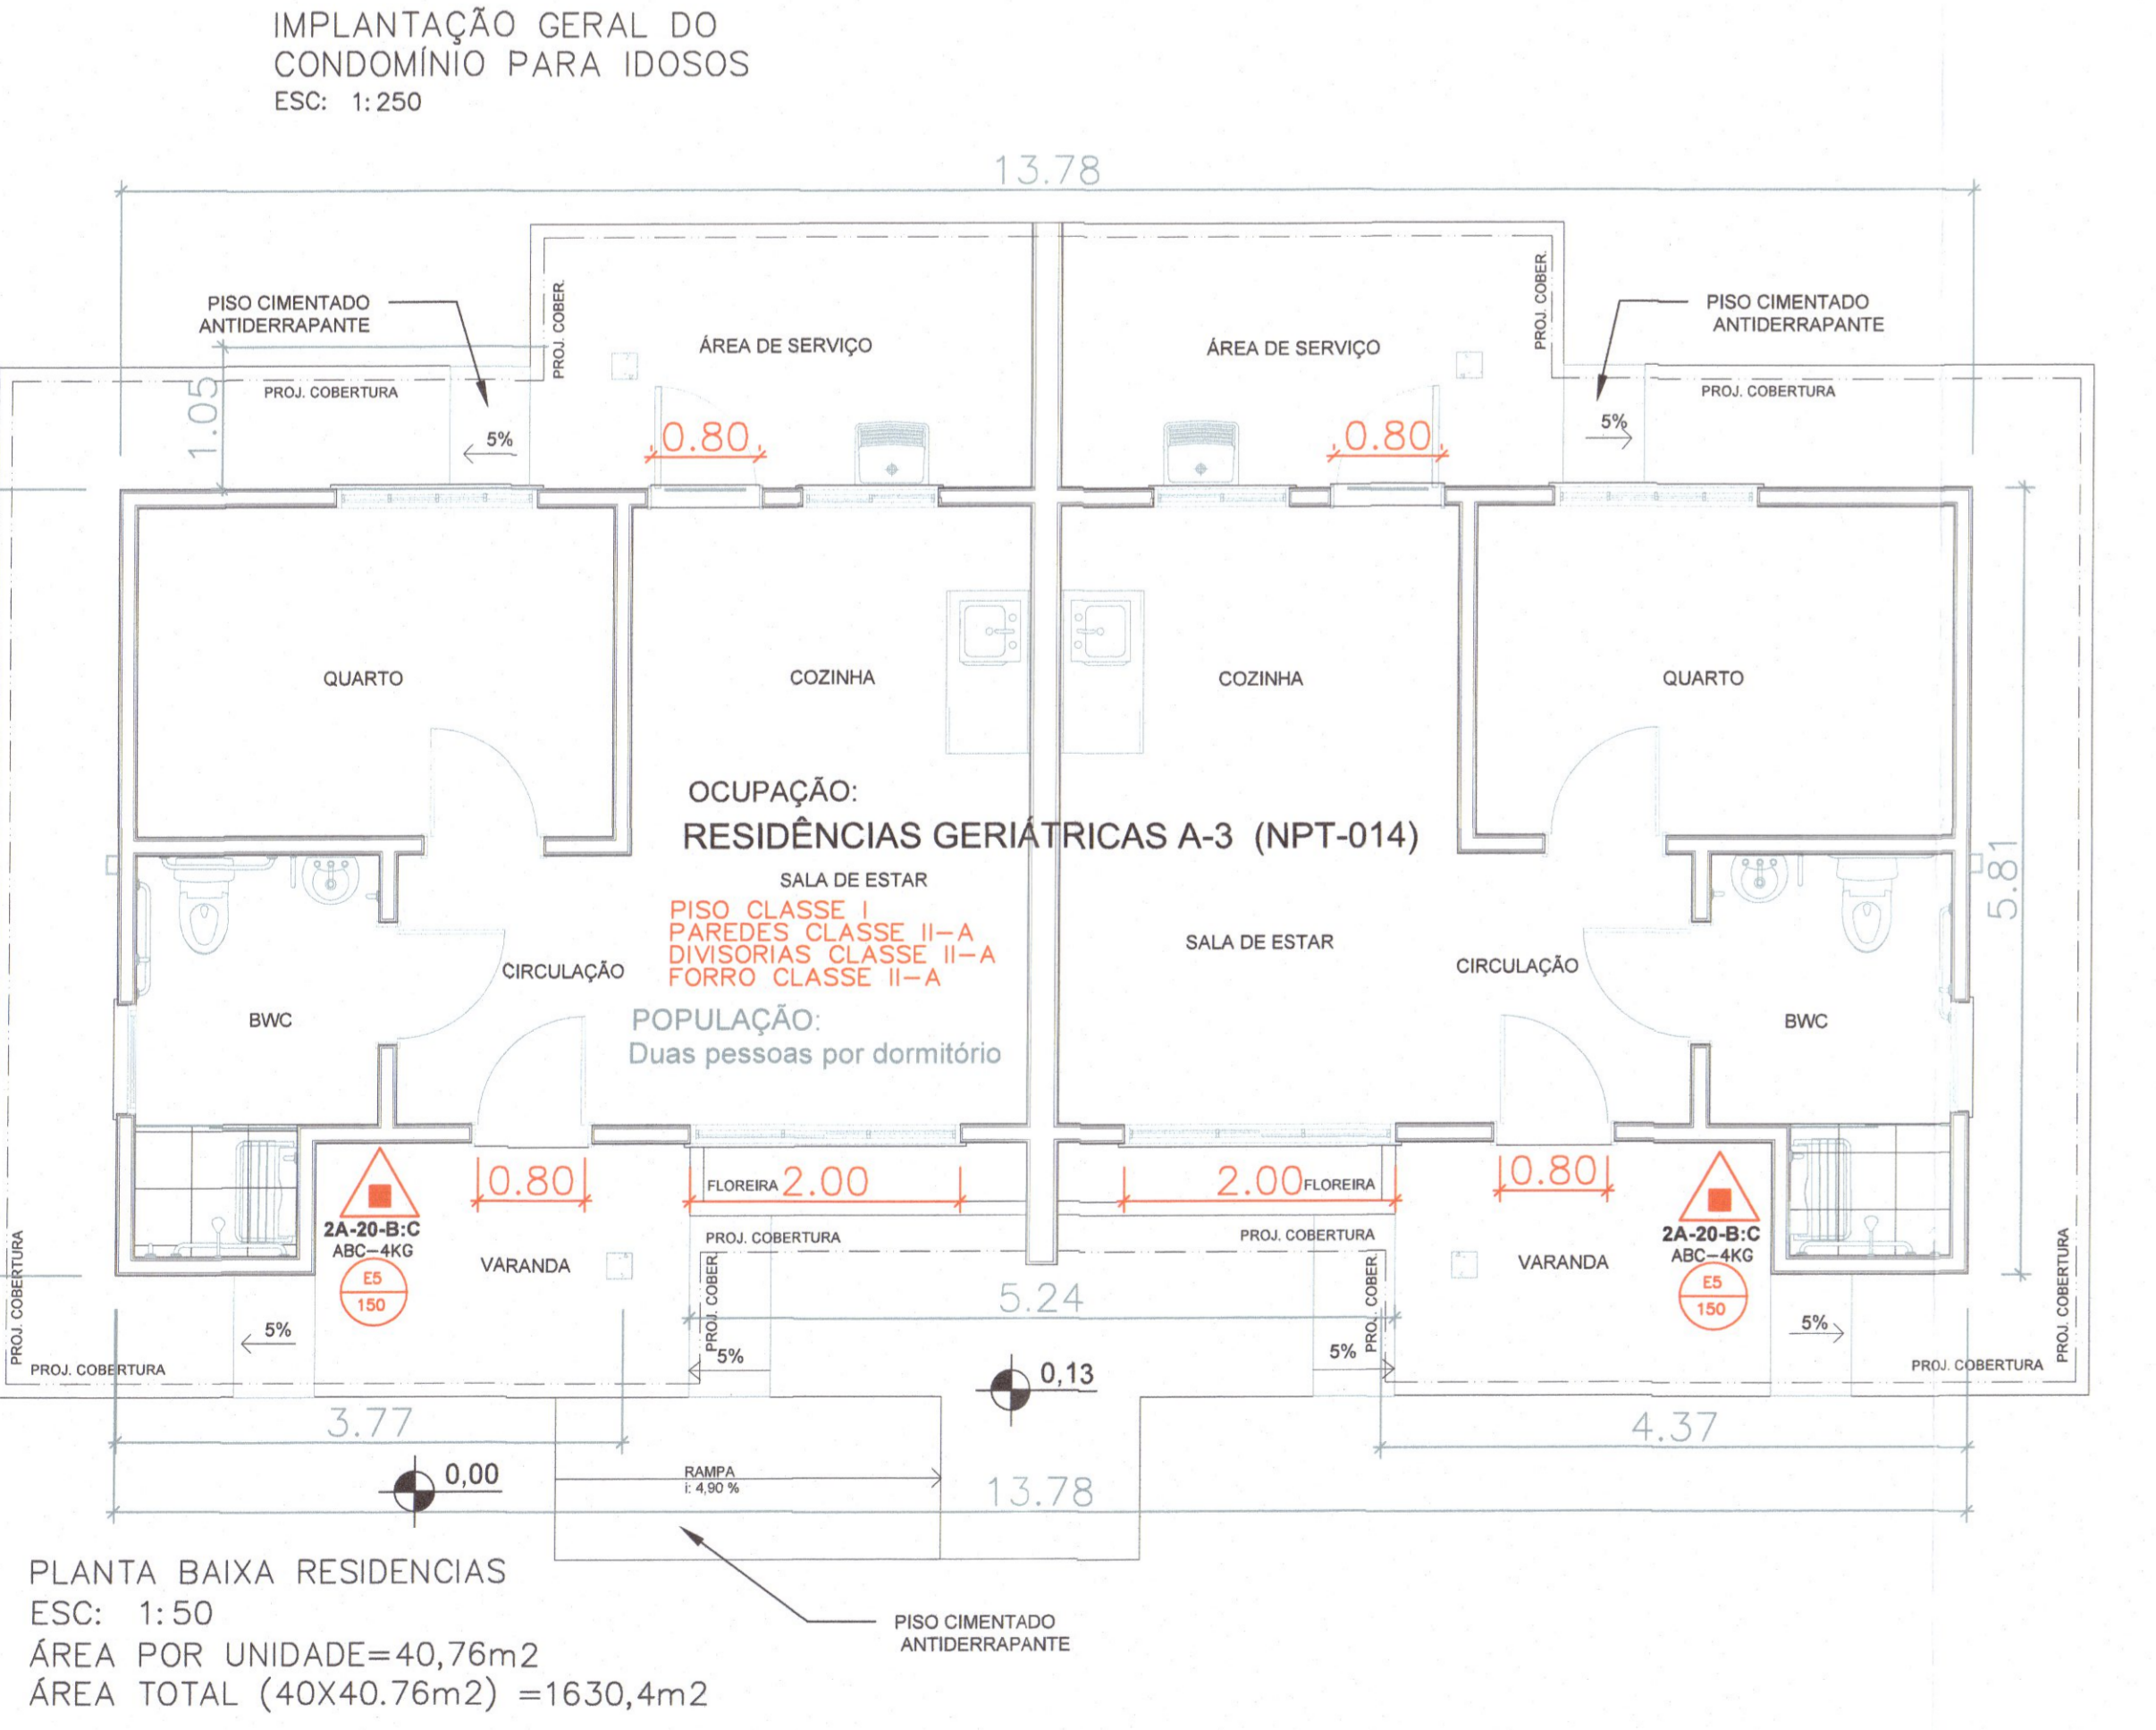 IMPLANTAÇÃO GERAL DO
CONDOMÍNIO PARA IDOSOS
ESC: 1:250
13.78
PISO CIMENTADO
ANTIDERRAPANTE
PROJ. COBER.
ÁREA DE SERVIÇO
ÁREA DE SERVIÇO
PROJ. COBER.
PISO CIMENTADO
ANTIDERRAPANTE
1.05
PROJ. COBERTURA
5%
0.80
0.80
5%
PROJ. COBERTURA
QUARTO
COZINHA
COZINHA
QUARTO
OCUPAÇÃO:
RESIDÊNCIAS GERIÁTRICAS A-3 (NPT-014)
5.81
SALA DE ESTAR
PISO CLASSE I
PAREDES CLASSE II-A
DIVISORIAS CLASSE II-A
FORRO CLASSE II-A
SALA DE ESTAR
CIRCULAÇÃO
CIRCULAÇÃO
BWC
BWC
POPULAÇÃO:
Duas pessoas por dormitório
0.80
FLOREIRA
2.00
2.00
FLOREIRA
0.80
2A-20-B:C
ABC-4KG
E5
150
VARANDA
PROJ. COBERTURA
PROJ. COBERTURA
VARANDA
2A-20-B:C
ABC-4KG
E5
150
PROJ. COBERTURA
PROJ. COBER.
5.24
PROJ. COBER.
PROJ. COBERTURA
5%
5%
5%
5%
PROJ. COBERTURA
0,13
PROJ. COBERTURA
3.77
4.37
0,00
RAMPA
i: 4,90 %
13.78
PLANTA BAIXA RESIDENCIAS
ESC: 1:50
ÁREA POR UNIDADE=40,76m2
ÁREA TOTAL (40X40.76m2) =1630,4m2
PISO CIMENTADO
ANTIDERRAPANTE